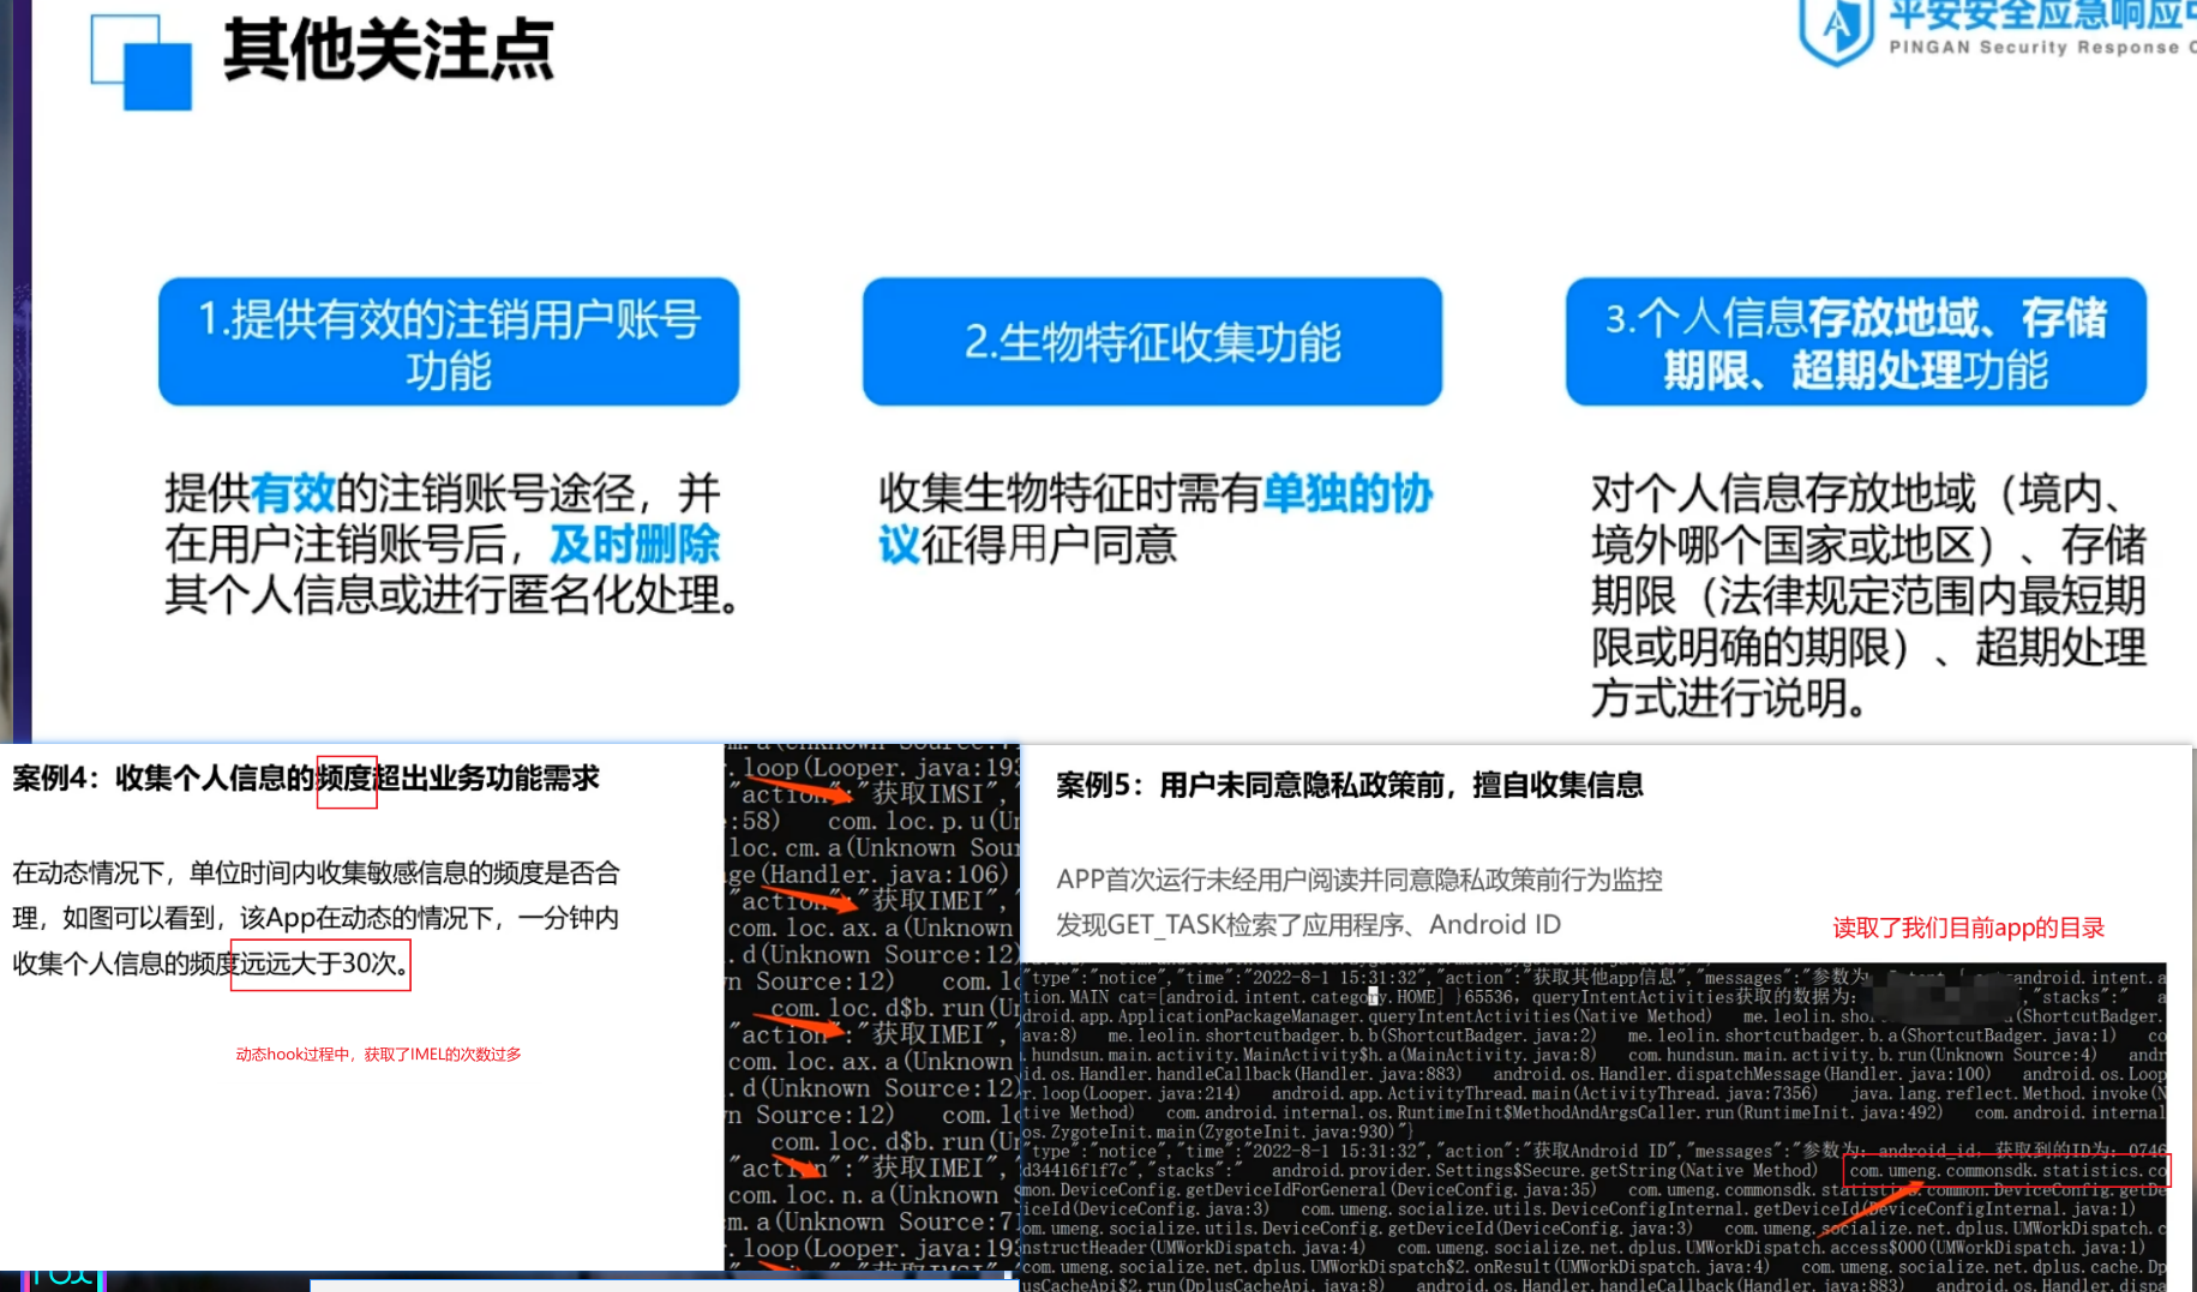 其他关注点
平安安全应急响应
PINGAN Security Response
1.提供有效的注销用户账号
功能
提供有效的注销账号途径，并
在用户注销账号后，及时删除
其个人信息或进行匿名化处理。
2.生物特征收集功能
收集生物特征时需有单独的协
议征得用户同意
3.个人信息存放地域、存储
期限、超期处理功能
对个人信息存放地域（境内、
境外哪个国家或地区）、存储
期限（法律规定范围内最短期
限或明确的期限）、超期处理
方式进行说明。
案例4：收集个人信息的频度超出业务功能需求
在动态情况下，单位时间内收集敏感信息的频度是否合
理，如图可以看到，该App在动态的情况下，一分钟内
收集个人信息的频度远远大于30次。
动态hook过程中，获取了IMEL的次数过多
.loop(Looper.java:193
"action":"获取IMSI",
:58) com.loc.p.u(Un
loc.cm.a(Unknown Sour
ge(Handler.java:106)
"action":"获取IMEI",
com.loc.ax.a(Unknown
.d(Unknown Source:12)
n Source:12) com.lo
com.loc.d$b.run(Un
"action":"获取IMEI",
com.loc.ax.a(Unknown
.d(Unknown Source:12)
n Source:12) com.lo
com.loc.d$b.run(Un
"action":"获取IMEI",
com.loc.n.a(Unknown S
m.a(Unknown Source:7
.loop(Looper.java:193
案例5：用户未同意隐私政策前，擅自收集信息
APP首次运行未经用户阅读并同意隐私政策前行为监控
发现GET_TASK检索了应用程序、Android ID
读取了我们目前app的目录
"type":"notice","time":"2022-8-1 15:31:32","action":"获取其他app信息","messages":"参数为: android.intent.a
tion.MAIN cat=[android.intent.category.HOME] }65536, queryIntentActivities获取的数据为: ","stacks":" a
droid.app.ApplicationPackageManager.queryIntentActivities(Native Method) me.leolin.sho (ShortcutBadger.
ava:8) me.leolin.shortcutbadger.b.b(ShortcutBadger.java:2) me.leolin.shortcutbadger.b.a(ShortcutBadger.java:1) co
.hundsun.main.activity.MainActivity$h.a(MainActivity.java:8) com.hundsun.main.activity.b.run(Unknown Source:4) andr
id.os.Handler.handleCallback(Handler.java:883) android.os.Handler.dispatchMessage(Handler.java:100) android.os.Loop
r.loop(Looper.java:214) android.app.ActivityThread.main(ActivityThread.java:7356) java.lang.reflect.Method.invoke(N
tive Method) com.android.internal.os.RuntimeInit$MethodAndArgsCaller.run(RuntimeInit.java:492) com.android.internal
os.ZygoteInit.main(ZygoteInit.java:930)"}
"type":"notice","time":"2022-8-1 15:31:32","action":"获取Android ID","messages":"参数为: android_id, 获取到的ID为: 0746
d34416f1f7c","stacks":" android.provider.Settings$Secure.getString(Native Method) com.umeng.commonsdk.statistics.co
mon.DeviceConfig.getDeviceIdForGeneral(DeviceConfig.java:35) com.umeng.commonsdk.statistics.common.DeviceConfig.getDe
iceId(DeviceConfig.java:3) com.umeng.socialize.utils.DeviceConfigInternal.getDeviceId(DeviceConfigInternal.java:1)
om.umeng.socialize.utils.DeviceConfig.getDeviceId(DeviceConfig.java:3) com.umeng.socialize.net.dplus.UMWorkDispatch.c
nstructHeader(UMWorkDispatch.java:4) com.umeng.socialize.net.dplus.UMWorkDispatch.access$000(UMWorkDispatch.java:1)
com.umeng.socialize.net.dplus.UMWorkDispatch$2.onResult(UMWorkDispatch.java:4) com.umeng.socialize.net.dplus.cache.Dp
usCacheApi$2.run(DplusCacheApi.java:8) android.os.Handler.handleCallback(Handler.java:883) android.os.Handler.dispa